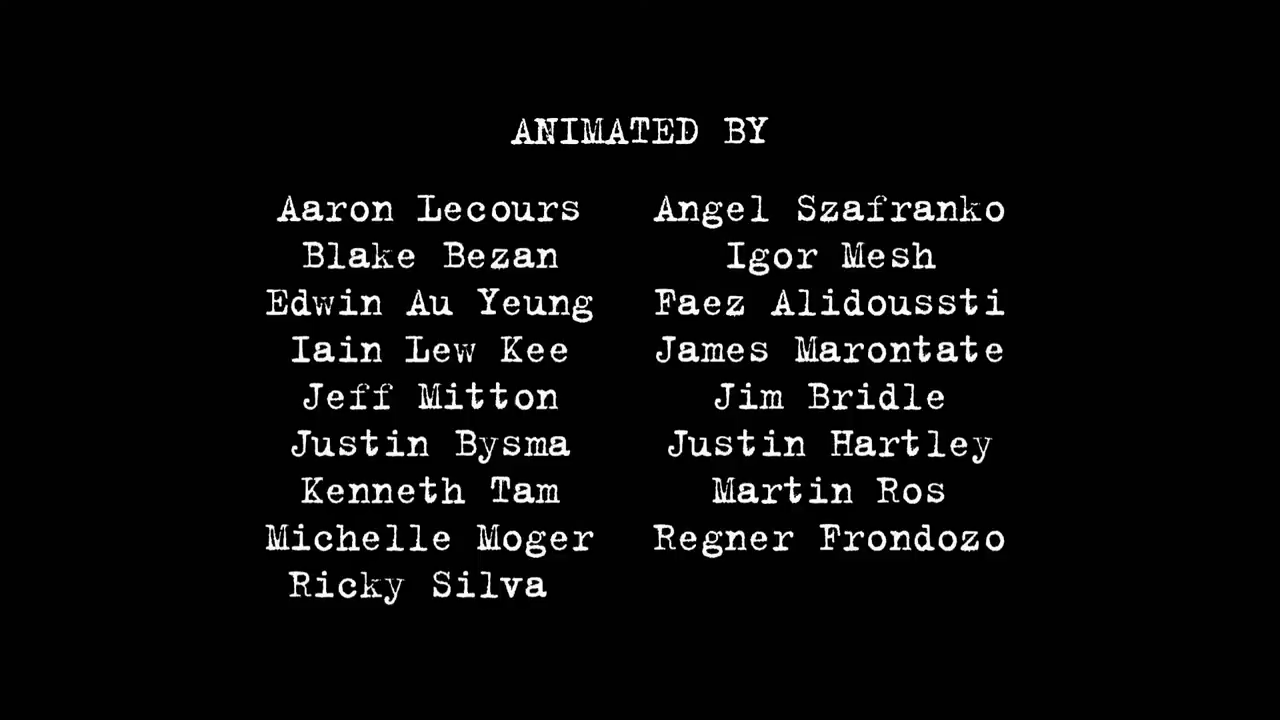 ANIMATED BY
Aaron Lecours Angel Szafranko
Blake Bezan Igor Mesh
Edwin Au Yeung Faez Alidoussti
Iain Lew Kee James Marontate
Jeff Mitton Jim Bridle
Justin Bysma Justin Hartley
Kenneth Tam Martin Ros
Michelle Moger Regner Frondozo
Ricky Silva